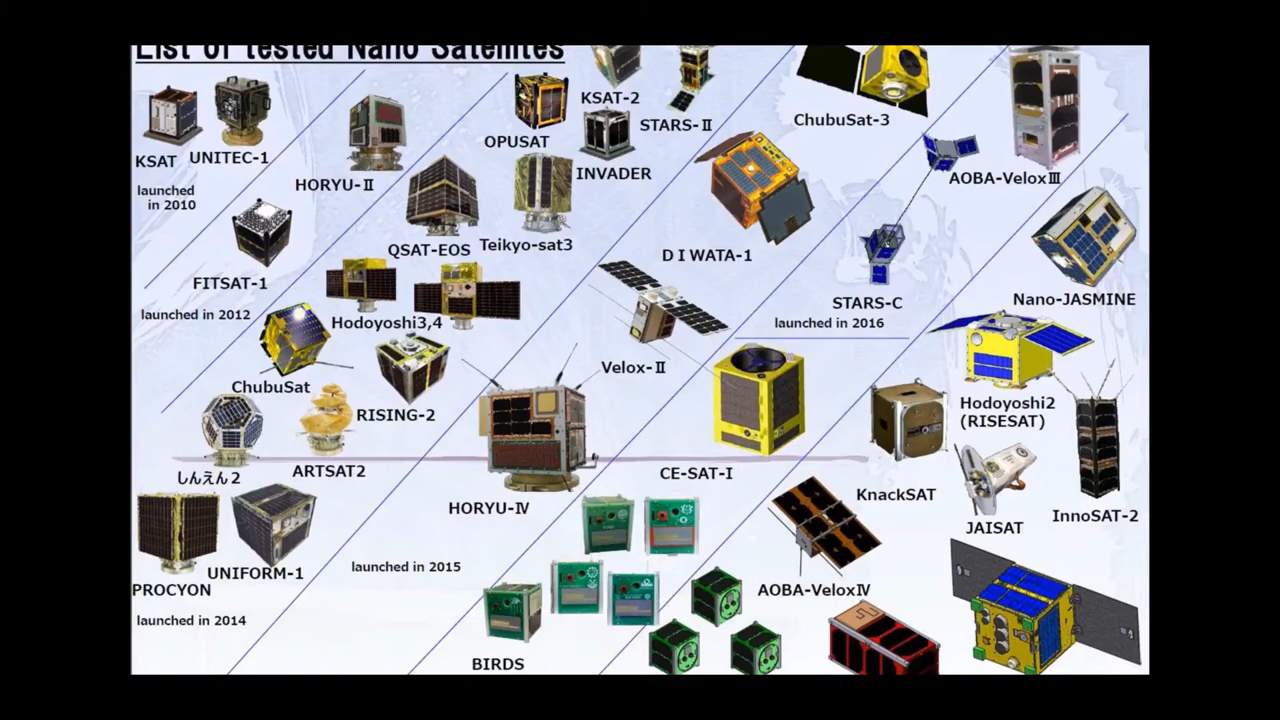 List of tested Nano Satellites
KSAT
UNITEC-1
launched
in 2010
HORYU-Ⅱ
FITSAT-1
launched in 2012
OPUSAT
KSAT-2
STARS-Ⅱ
INVADER
QSAT-EOS
Teikyo-sat3
Hodoyoshi3,4
ChubuSat
RISING-2
しんえん2
ARTSAT2
PROCYON
UNIFORM-1
launched in 2014
ChubuSat-3
AOBA-VeloxⅢ
DIWATA-1
STARS-C
launched in 2016
Velox-Ⅱ
HORYU-Ⅳ
launched in 2015
CE-SAT-I
BIRDS
Nano-JASMINE
Hodoyoshi2
(RISESAT)
KnackSAT
JAISAT
InnoSAT-2
AOBA-VeloxⅣ